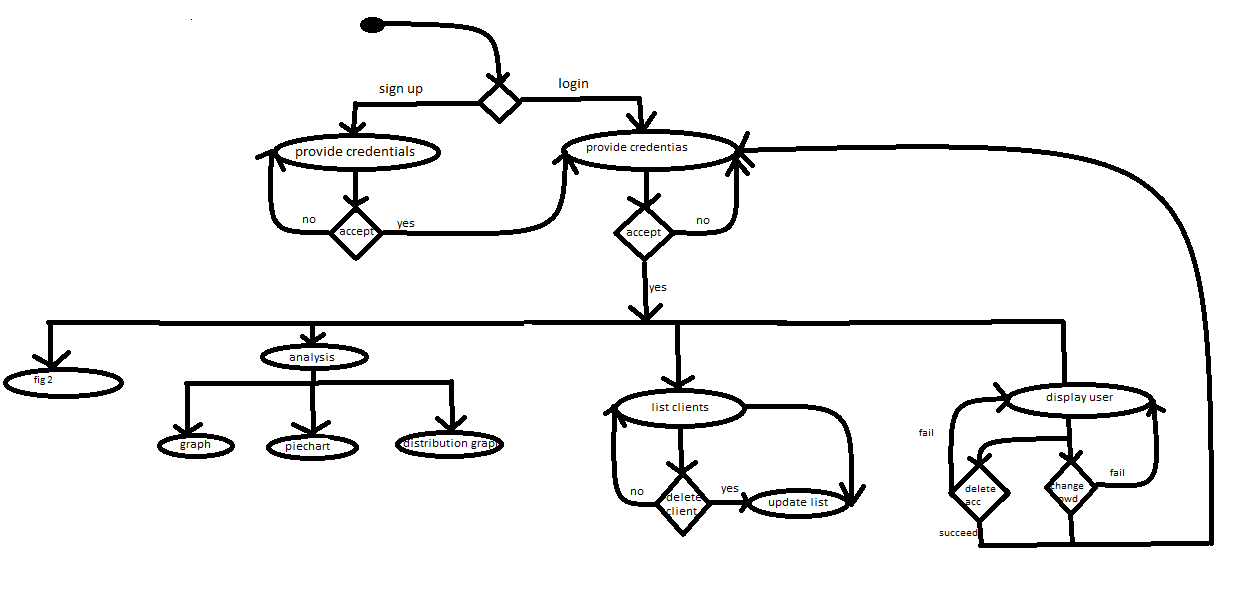 login
sign up
provide credentials
provide credentias
no
yes
accept
no
accept
yes
analysis
fig 2
list clients
display user
fail
graph
piechart
distribution grap
fail
no
yes
delete
client
update list
delete
acc
change
pwd
succeed